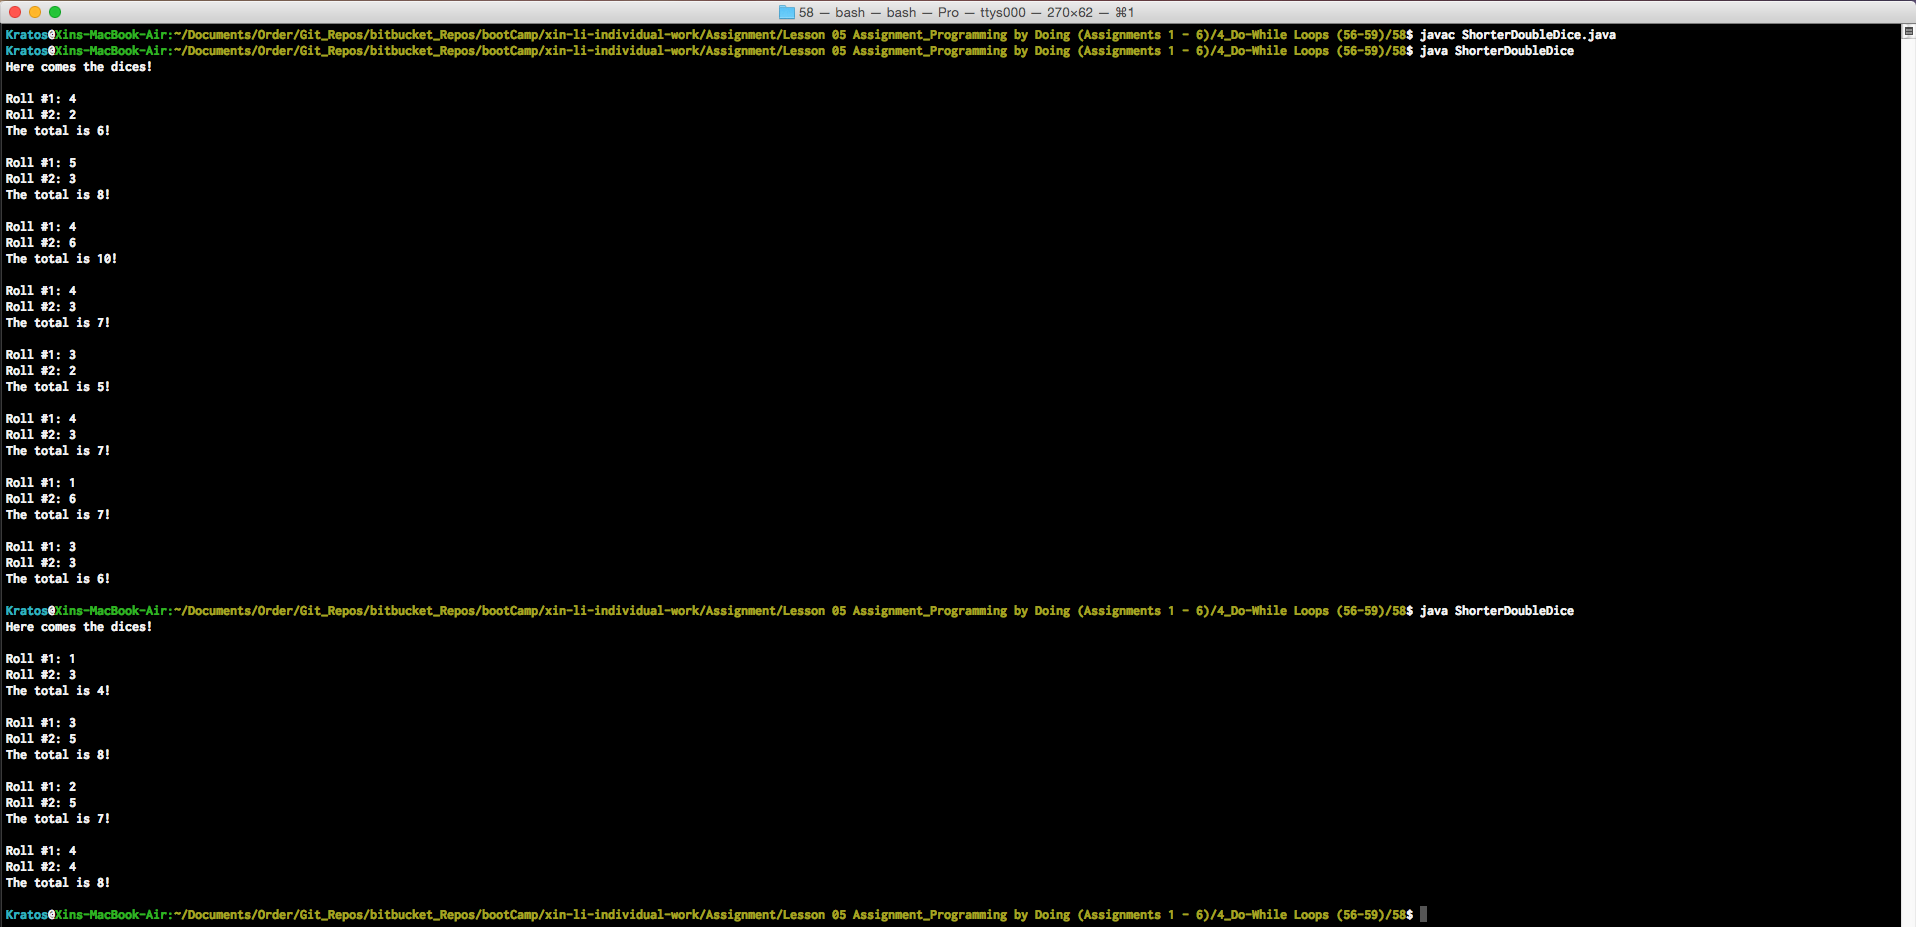 58 — bash — bash — Pro — ttys000 — 270×62 — ⌘1
Kratos@Xins-MacBook-Air:~/Documents/Order/Git_Repos/bitbucket_Repos/bootCamp/xin-li-individual-work/Assignment/Lesson 05 Assignment_Programming by Doing (Assignments 1 - 6)/4_Do-While Loops (56-59)/58$ javac ShorterDoubleDice.java
Kratos@Xins-MacBook-Air:~/Documents/Order/Git_Repos/bitbucket_Repos/bootCamp/xin-li-individual-work/Assignment/Lesson 05 Assignment_Programming by Doing (Assignments 1 - 6)/4_Do-While Loops (56-59)/58$ java ShorterDoubleDice
Here comes the dices!
Roll #1: 4
Roll #2: 2
The total is 6!
Roll #1: 5
Roll #2: 3
The total is 8!
Roll #1: 4
Roll #2: 6
The total is 10!
Roll #1: 4
Roll #2: 3
The total is 7!
Roll #1: 3
Roll #2: 2
The total is 5!
Roll #1: 4
Roll #2: 3
The total is 7!
Roll #1: 1
Roll #2: 6
The total is 7!
Roll #1: 3
Roll #2: 3
The total is 6!
Kratos@Xins-MacBook-Air:~/Documents/Order/Git_Repos/bitbucket_Repos/bootCamp/xin-li-individual-work/Assignment/Lesson 05 Assignment_Programming by Doing (Assignments 1 - 6)/4_Do-While Loops (56-59)/58$ java ShorterDoubleDice
Here comes the dices!
Roll #1: 1
Roll #2: 3
The total is 4!
Roll #1: 3
Roll #2: 5
The total is 8!
Roll #1: 2
Roll #2: 5
The total is 7!
Roll #1: 4
Roll #2: 4
The total is 8!
Kratos@Xins-MacBook-Air:~/Documents/Order/Git_Repos/bitbucket_Repos/bootCamp/xin-li-individual-work/Assignment/Lesson 05 Assignment_Programming by Doing (Assignments 1 - 6)/4_Do-While Loops (56-59)/58$